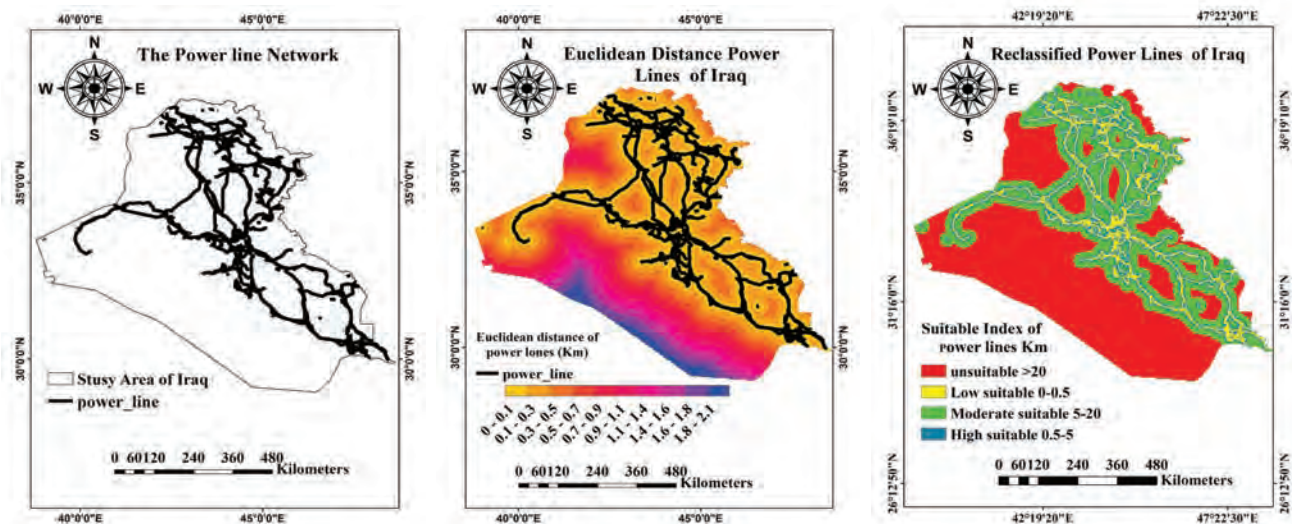 40°0'0"E 45°0'0"E
The Power line Network
N
W E
S
35°0'0"N
30°0'0"N
35°0'0"N
30°0'0"N
Stusy Area of Iraq
power_line
0 60120 240 360 480
Kilometers
40°0'0"E 45°0'0"E
40°0'0"E 45°0'0"E
Euclidean Distance Power
Lines of Iraq
N
W E
S
35°0'0"N
30°0'0"N
35°0'0"N
30°0'0"N
Euclidean distance of
power lones (Km)
power_line
0 - 0.1
0.1 - 0.3
0.3 - 0.5
0.5 - 0.7
0.7 - 0.9
0.9 - 1.1
1.1 - 1.4
1.4 - 1.6
1.6 - 1.8
1.8 - 2.1
0 60120 240 360 480
Kilometers
40°0'0"E 45°0'0"E
42°19'20"E 47°22'30"E
Reclassified Power Lines of Iraq
N
W E
S
36°19'10"N
31°16'0"N
26°12'50"N
36°19'10"N
31°16'0"N
26°12'50"N
Suitable Index of
Power lines Km
unsuitable >20
Low suitable 0-0.5
Moderate suitable 5-20
High suitable 0.5-5
0 60120 240 360 480
Kilometers
42°19'20"E 47°22'30"E